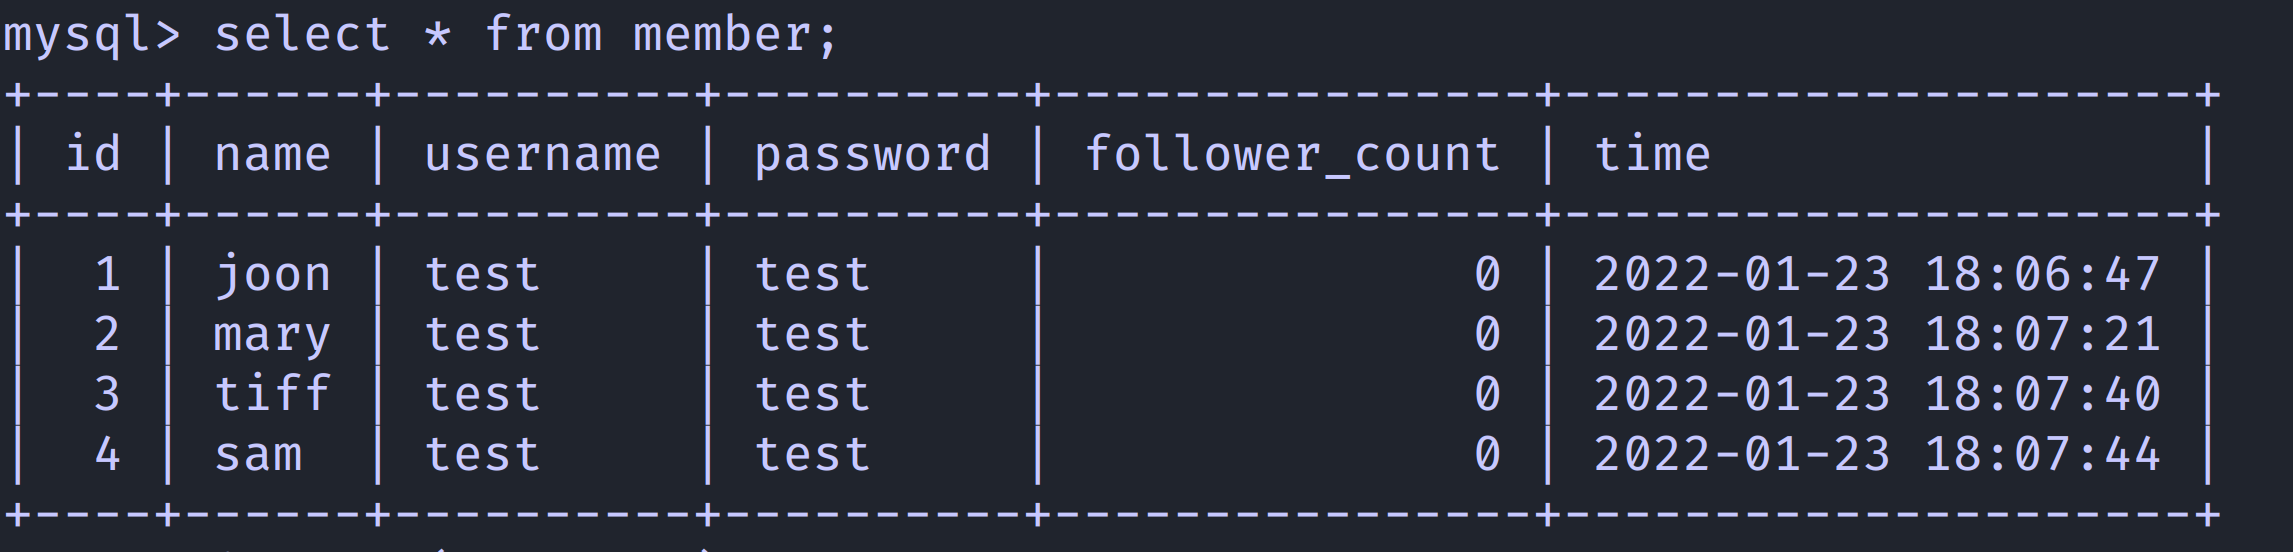 mysql> select * from member;
+----+------+----------+----------+----------------+---------------------+
| id | name | username | password | follower_count | time                |
+----+------+----------+----------+----------------+---------------------+
|  1 | joon | test     | test     |              0 | 2022-01-23 18:06:47 |
|  2 | mary | test     | test     |              0 | 2022-01-23 18:07:21 |
|  3 | tiff | test     | test     |              0 | 2022-01-23 18:07:40 |
|  4 | sam  | test     | test     |              0 | 2022-01-23 18:07:44 |
+----+------+----------+----------+----------------+---------------------+